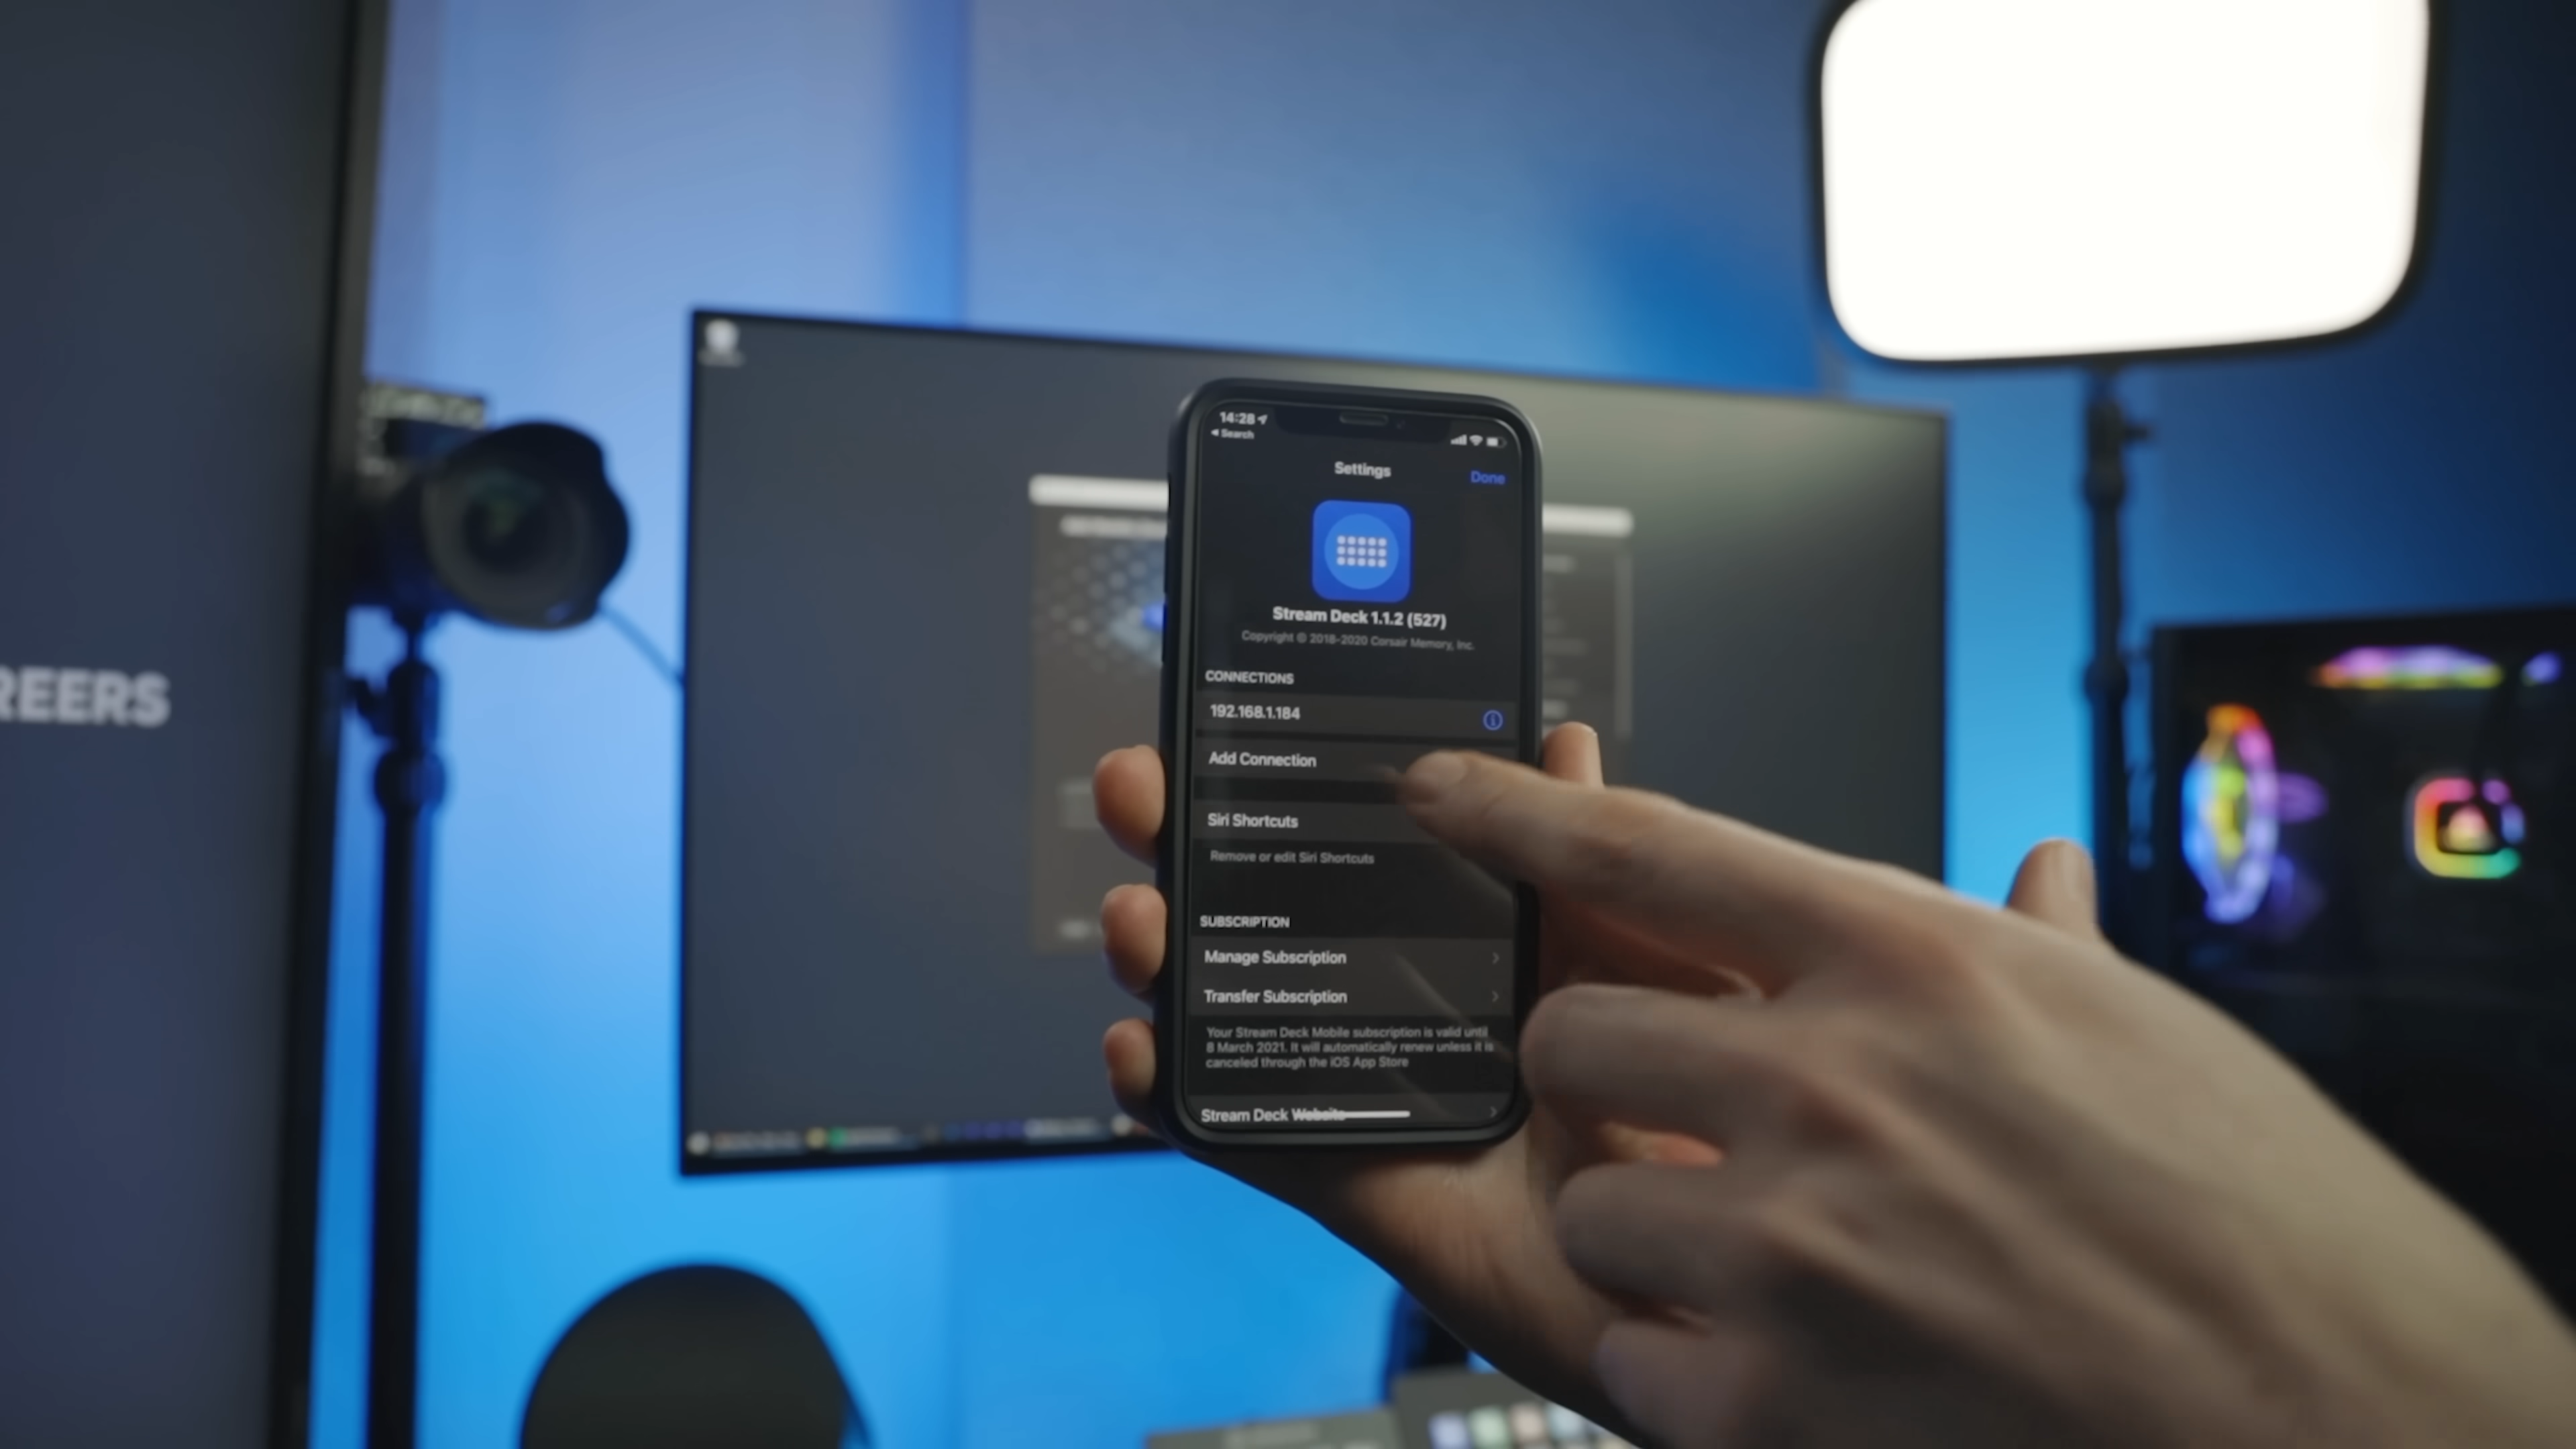 REERS
14:28
Search
Settings
Done
Stream Deck 1.1.2 (527)
Copyright © 2018-2020 Corsair Memory, Inc.
CONNECTIONS
192.168.1.184
Add Connection
Siri Shortcuts
Remove or edit Siri Shortcuts
SUBSCRIPTION
Manage Subscription
Transfer Subscription
Your Stream Deck Mobile subscription is valid until
8 March 2021. It will automatically renew unless it is
canceled through the iOS App Store
Stream Deck Website